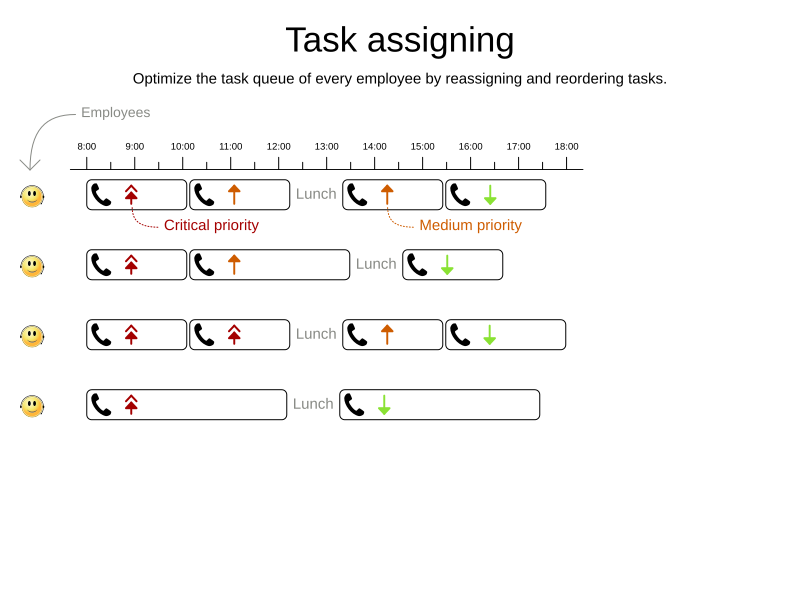 Task assigning
Optimize the task queue of every employee by reassigning and reordering tasks.
Employees
8:00 9:00 10:00 11:00 12:00 13:00 14:00 15:00 16:00 17:00 18:00
Lunch
Critical priority Medium priority
Lunch
Lunch
Lunch